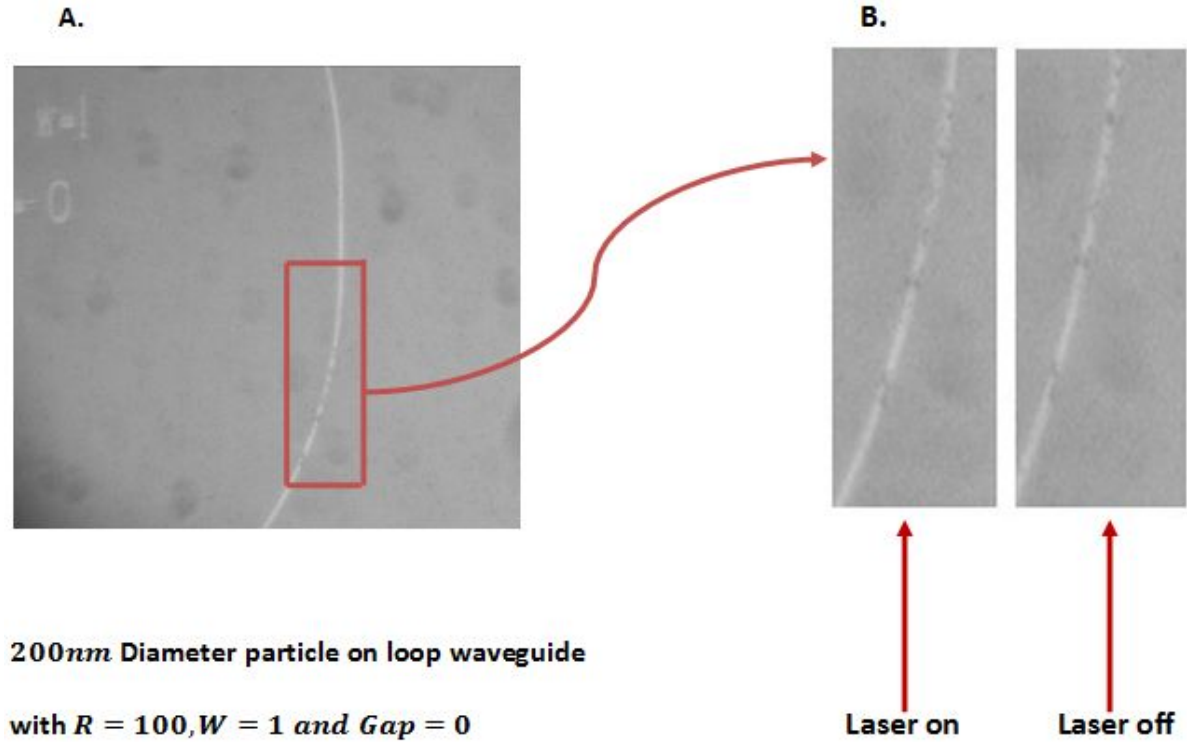 A.
B.
200nm Diameter particle on loop waveguide
with R = 100, W = 1 and Gap = 0
Laser on
Laser off